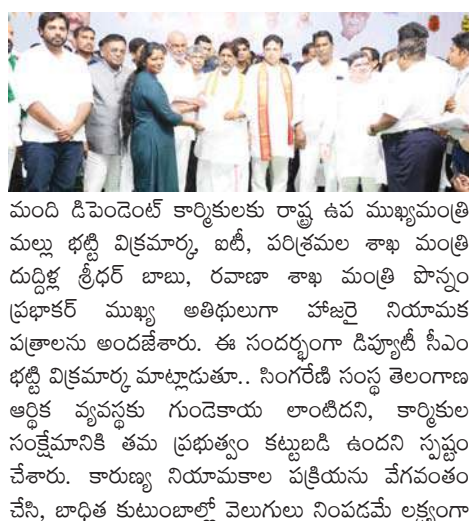 మంది డిపెండెంట్ కార్మికులకు రాష్ట్ర ఉప ముఖ్యమంత్రి
మల్లు భట్టి విక్రమార్క, ఐటీ, పరిశ్రమల శాఖ మంత్రి
దుద్దిళ్ల శ్రీధర్ బాబు, రవాణా శాఖ మంత్రి పొన్నం
ప్రభాకర్ ముఖ్య అతిథులుగా హాజరై నియామక
పత్రాలను అందజేశారు. ఈ సందర్భంగా డిప్యూటీ సీఎం
భట్టి విక్రమార్క మాట్లాడుతూ.. సింగరేణి సంస్థ తెలంగాణ
ఆర్థిక వ్యవస్థకు గుండెకాయ లాంటిదని, కార్మికుల
సంక్షేమానికి తమ ప్రభుత్వం కట్టుబడి ఉందని స్పష్టం
చేశారు. కారుణ్య నియామకాల ప్రక్రియను వేగవంతం
చేసి, బాధిత కుటుంబాల్లో వెలుగులు నింపడమే లక్ష్యంగా